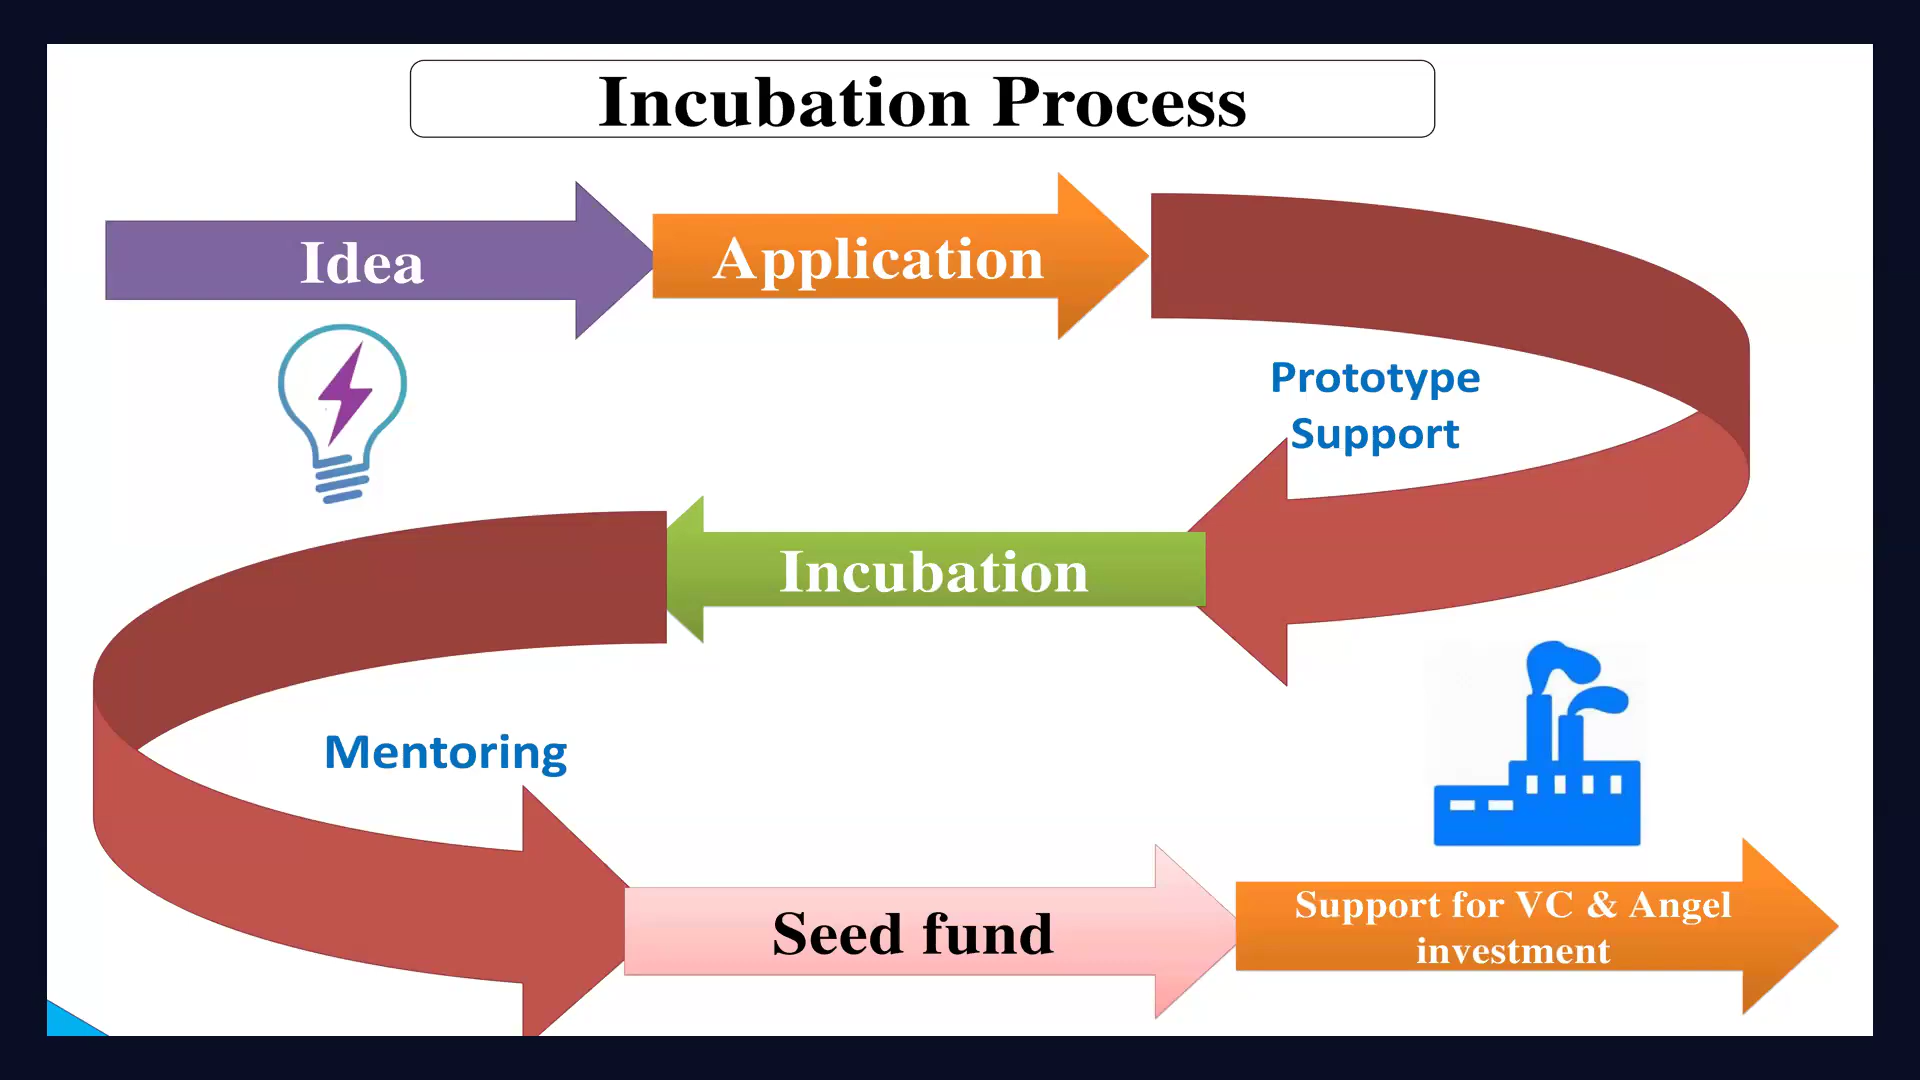 Incubation Process
Idea
Application
Prototype
Support
Incubation
Mentoring
Seed fund
Support for VC & Angel
investment